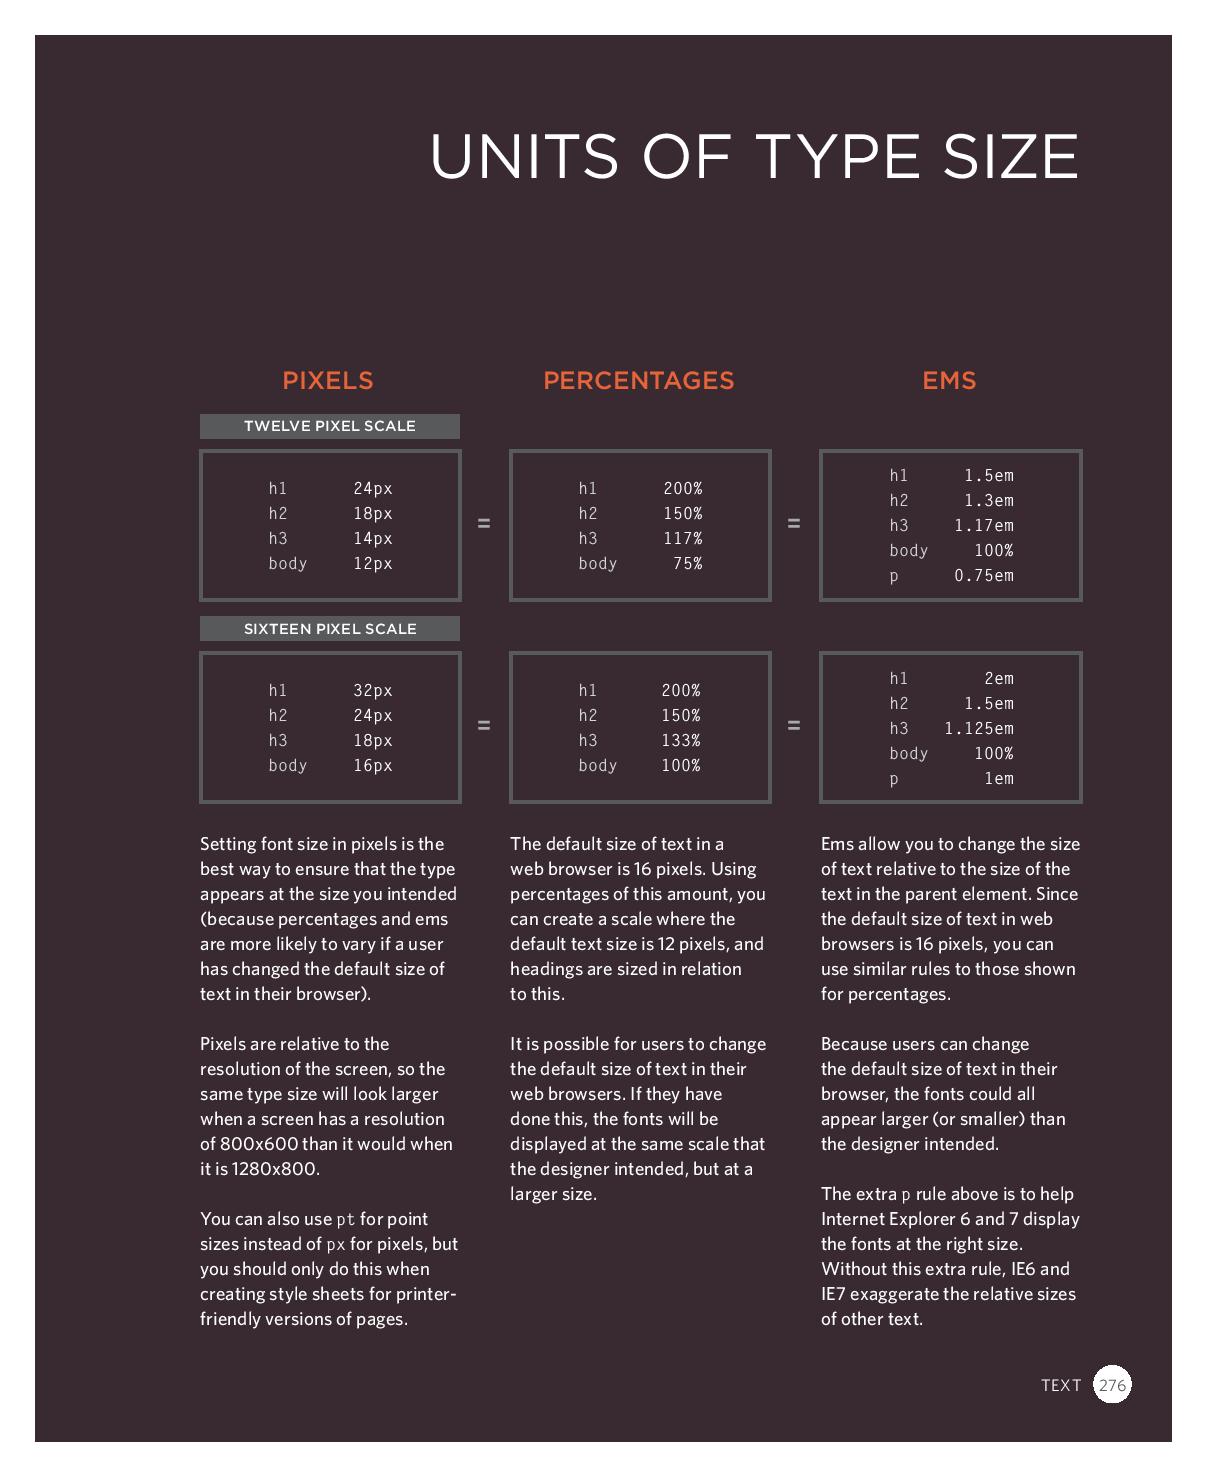 UNITS OF TYPE SIZE
PIXELS
TWELVE PIXEL SCALE
h1 24px
h2 18px
h3 14px
body 12px
=
SIXTEEN PIXEL SCALE
h1 32px
h2 24px
h3 18px
body 16px
=
Setting font size in pixels is the
best way to ensure that the type
appears at the size you intended
(because percentages and ems
are more likely to vary if a user
has changed the default size of
text in their browser).
Pixels are relative to the
resolution of the screen, so the
same type size will look larger
when a screen has a resolution
of 800x600 than it would when
it is 1280x800.
You can also use pt for point
sizes instead of px for pixels, but
you should only do this when
creating style sheets for printer-
friendly versions of pages.
PERCENTAGES
h1 200%
h2 150%
h3 117%
body 75%
=
h1 200%
h2 150%
h3 133%
body 100%
=
The default size of text in a
web browser is 16 pixels. Using
percentages of this amount, you
can create a scale where the
default text size is 12 pixels, and
headings are sized in relation
to this.
It is possible for users to change
the default size of text in their
web browsers. If they have
done this, the fonts will be
displayed at the same scale that
the designer intended, but at a
larger size.
EMS
h1 1.5em
h2 1.3em
h3 1.17em
body 100%
p 0.75em
h1 2em
h2 1.5em
h3 1.125em
body 100%
p 1em
Ems allow you to change the size
of text relative to the size of the
text in the parent element. Since
the default size of text in web
browsers is 16 pixels, you can
use similar rules to those shown
for percentages.
Because users can change
the default size of text in their
browser, the fonts could all
appear larger (or smaller) than
the designer intended.
The extra p rule above is to help
Internet Explorer 6 and 7 display
the fonts at the right size.
Without this extra rule, IE6 and
IE7 exaggerate the relative sizes
of other text.
TEXT 276